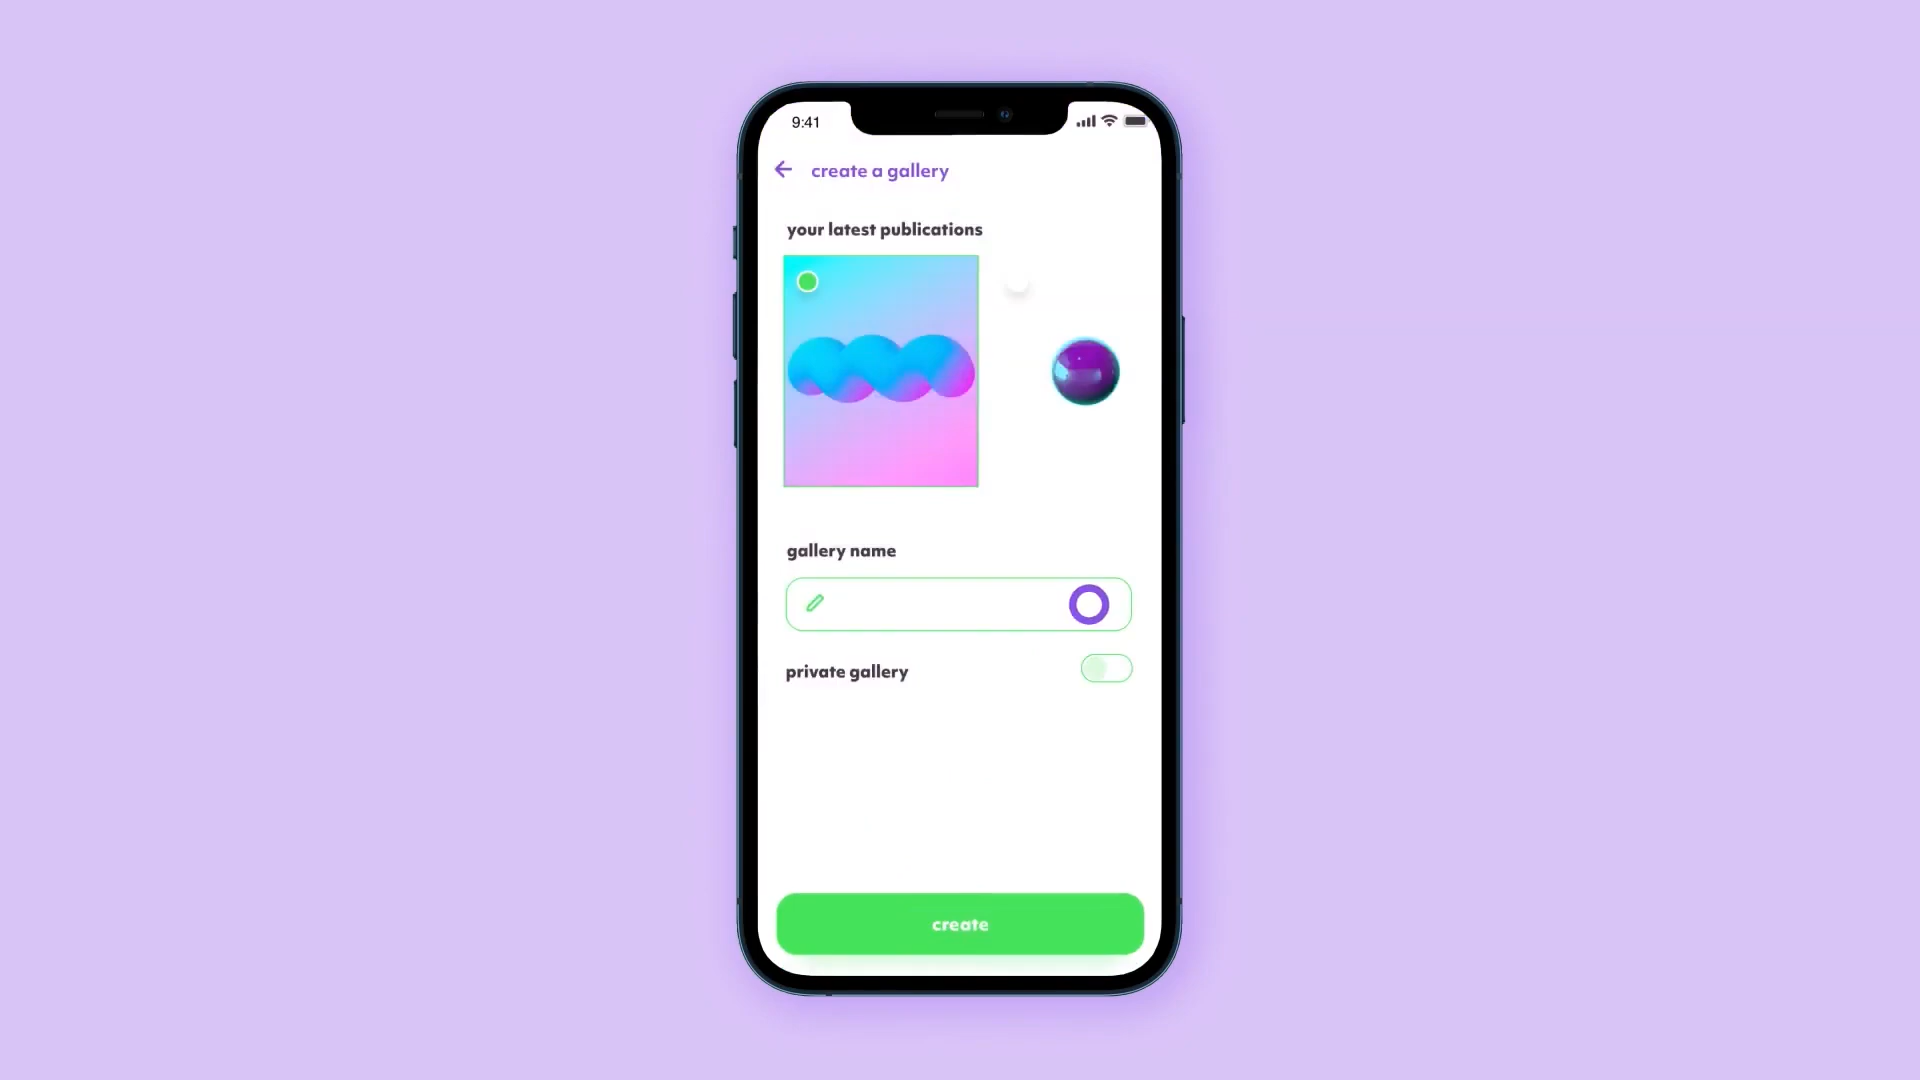 9:41
create a gallery
your latest publications
gallery name
private gallery
create